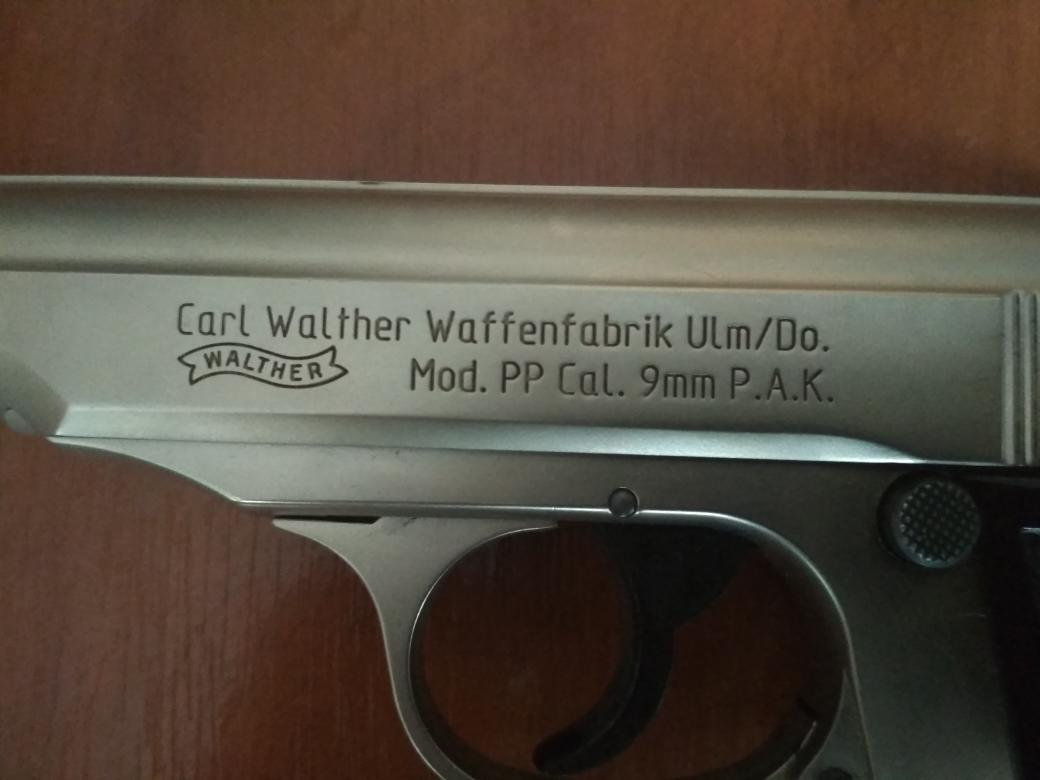 Carl Walther Waffenfabrik Ulm/Do.
WALTHER
Mod. PP Cal. 9mm P.A.K.